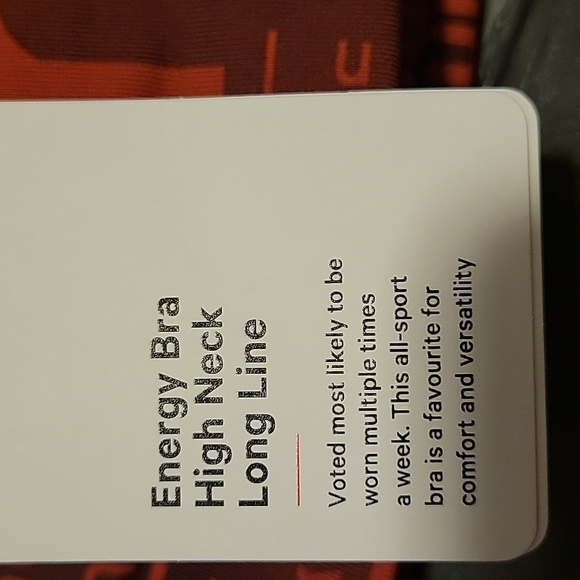 Energy Bra
High Neck
Long Line
Voted most likely to be
worn multiple times
a week. This all-sport
bra is a favourite for
comfort and versatility